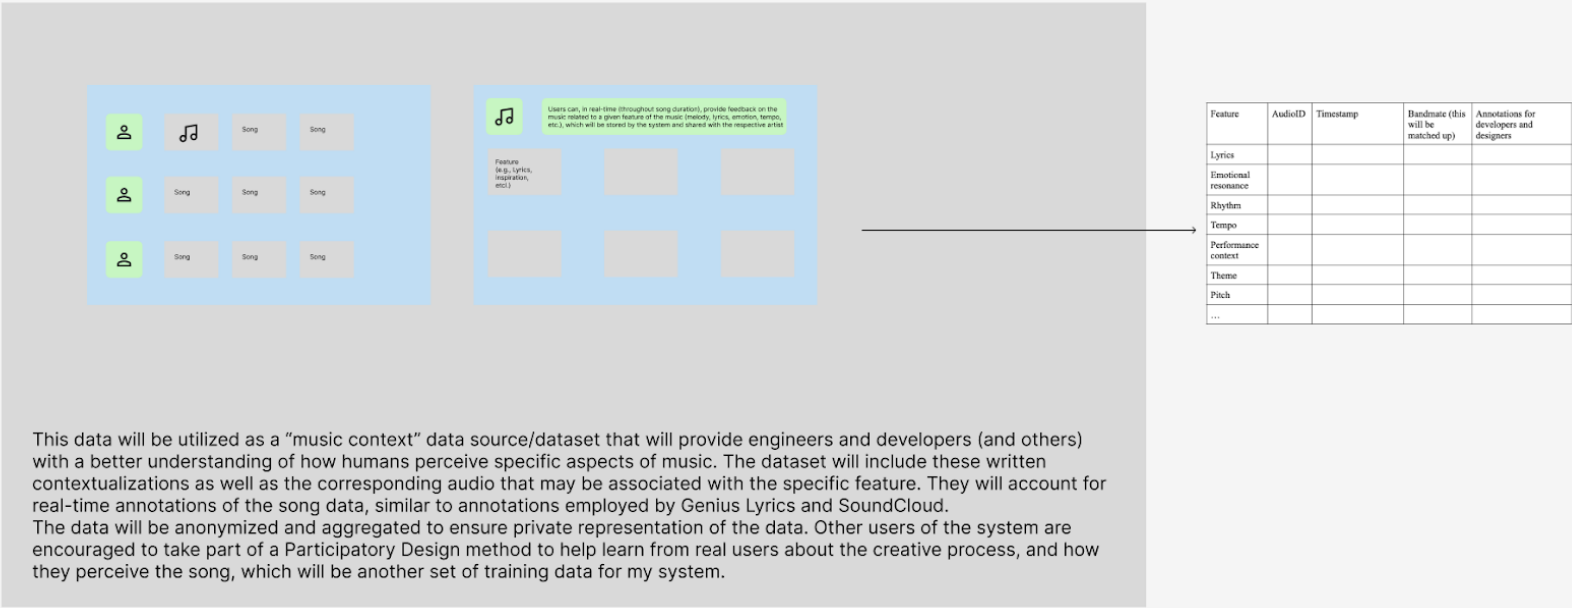 Song
Song
Song
Song
Song
Song
Song
Song
Users can, in real-time (throughout song duration), provide feedback on the
music related to a given feature of the music (melody, lyrics, emotion, tempo,
etc.), which will be stored by the system and shared with the respective artist
Feature
(e.g., Lyrics,
inspiration,
etc.)
Feature
AudioID
Timestamp
Bandmate (this
will be
matched up)
Annotations for
developers and
designers
Lyrics
Emotional
resonance
Rhythm
Tempo
Performance
context
Theme
Pitch
...
This data will be utilized as a “music context” data source/dataset that will provide engineers and developers (and others)
with a better understanding of how humans perceive specific aspects of music. The dataset will include these written
contextualizations as well as the corresponding audio that may be associated with the specific feature. They will account for
real-time annotations of the song data, similar to annotations employed by Genius Lyrics and SoundCloud.
The data will be anonymized and aggregated to ensure private representation of the data. Other users of the system are
encouraged to take part of a Participatory Design method to help learn from real users about the creative process, and how
they perceive the song, which will be another set of training data for my system.